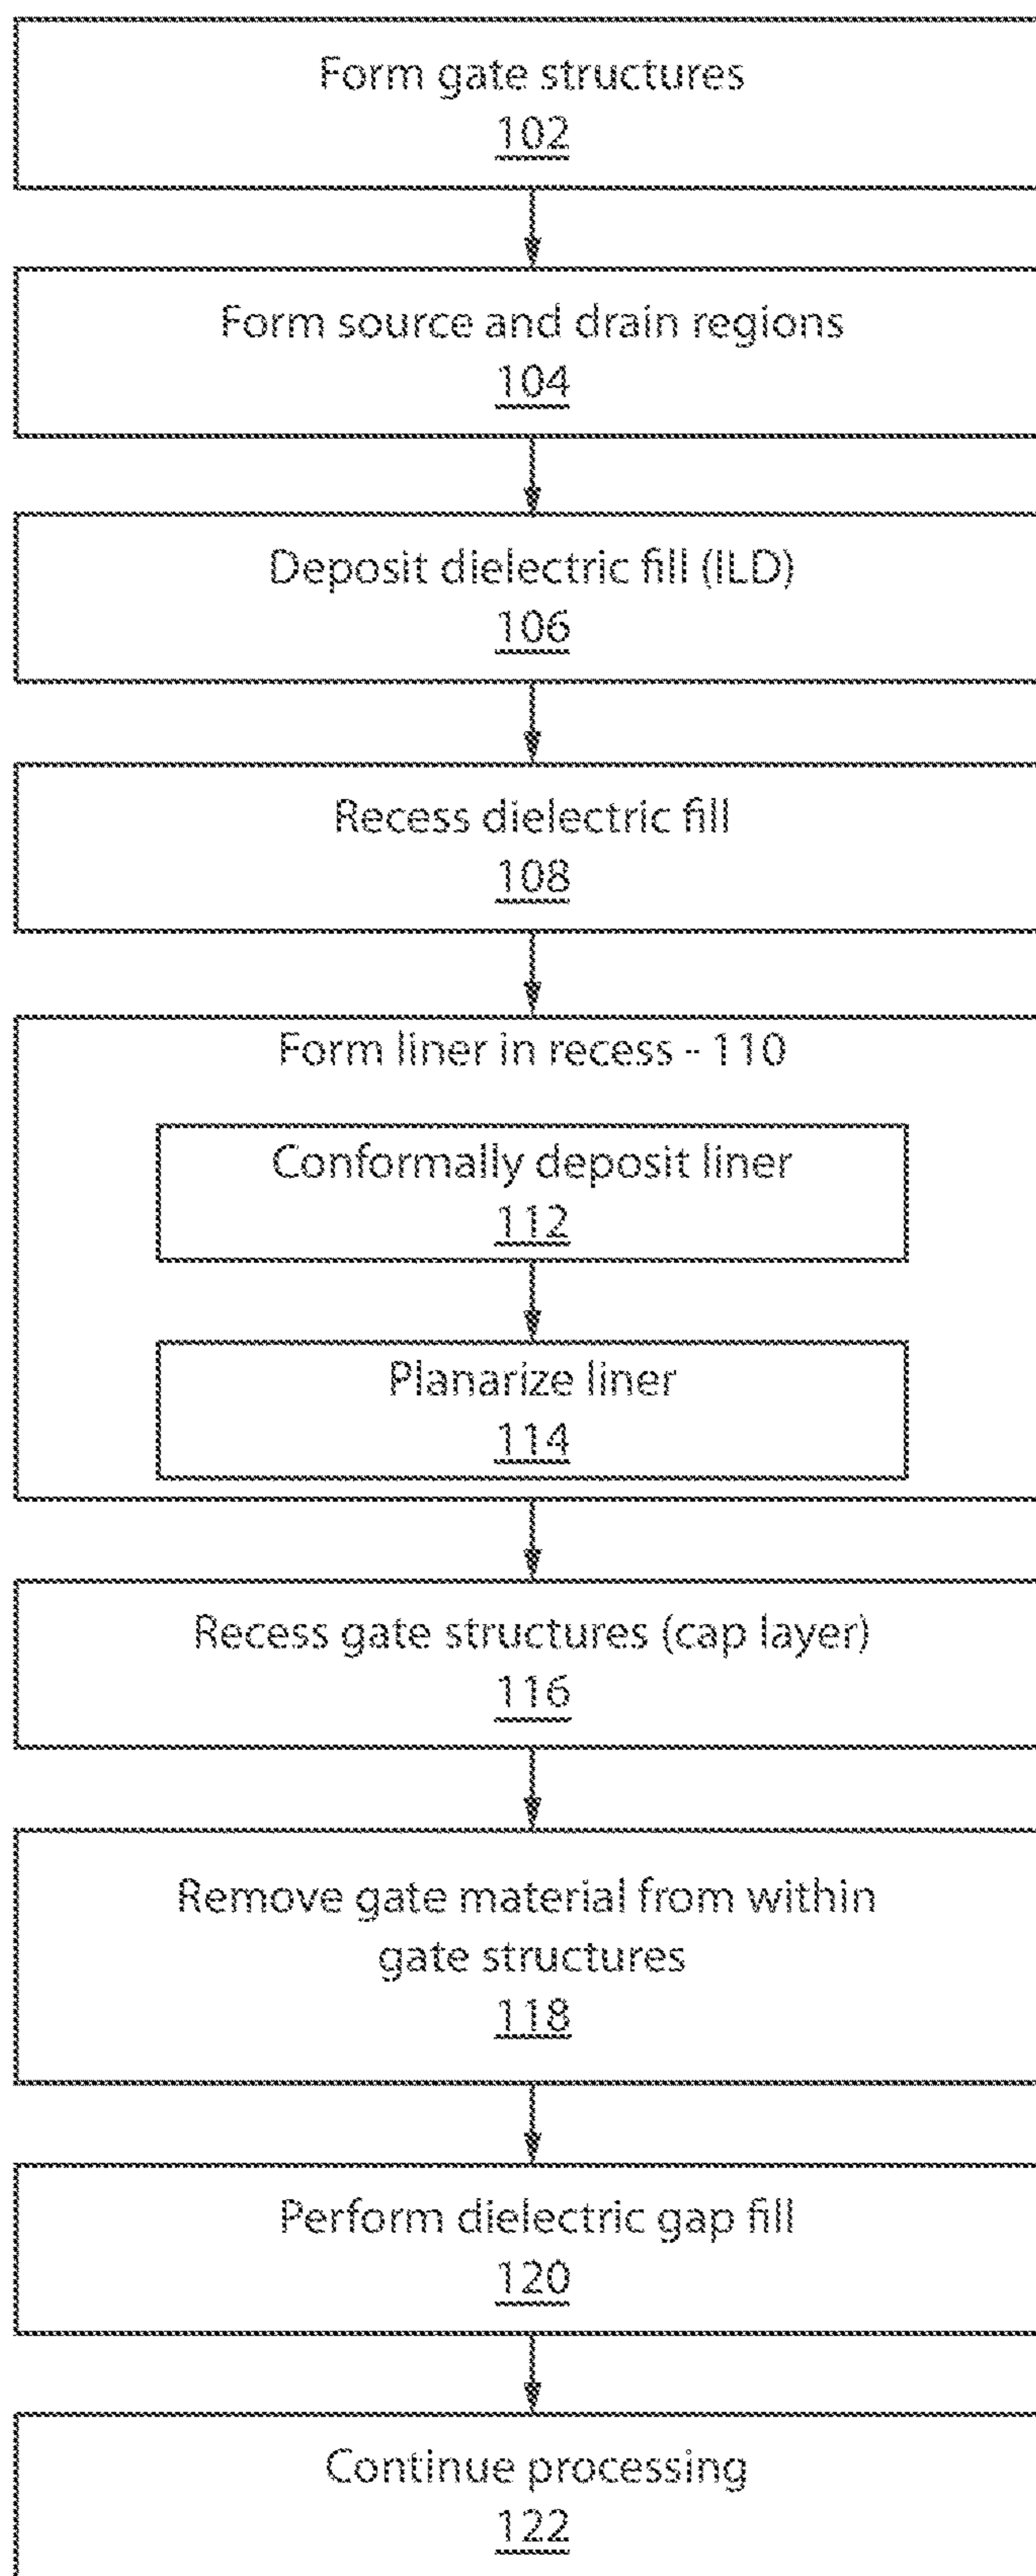 Form gate structures
102
Form source and drain regions
104
Deposit dielectric fill (ILD)
106
Recess dielectric fill
108
Form liner in recess - 110
Conformally deposit liner
112
Planarize liner
114
Recess gate structures (cap layer)
116
Remove gate material from within
gate structures
118
Perform dielectric gap fill
120
Continue processing
122